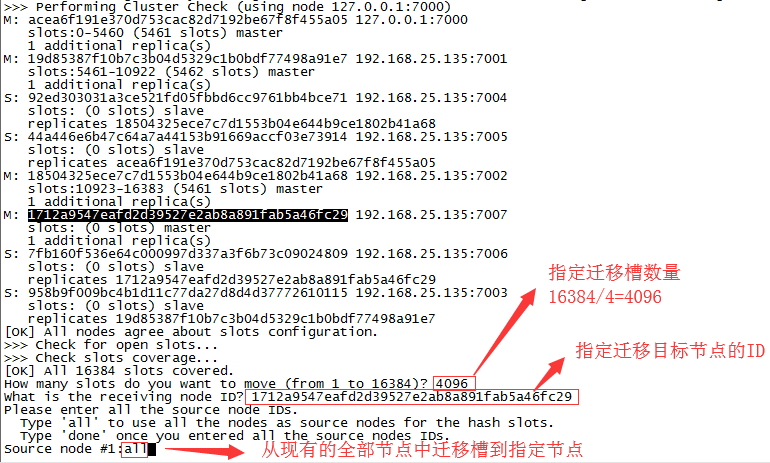 >>> Performing Cluster Check (using node 127.0.0.1:7000)
M: acea6f191e370d753cac82d7192be67f8f455a05 127.0.0.1:7000
slots:0-5460 (5461 slots) master
1 additional replica(s)
M: 19d85387f10b7c3b04d5329c1b0bdf77498a91e7 192.168.25.135:7001
slots:5461-10922 (5462 slots) master
1 additional replica(s)
S: 92ed303031a3ce521fd05fbbd6cc9761bb4bce71 192.168.25.135:7004
slots: (0 slots) slave
replicates 18504325ece7c7d1553b04e644b9ce1802b41a68
S: 44a446e6b47c64a7a44153b91669accf03e73914 192.168.25.135:7005
slots: (0 slots) slave
replicates acea6f191e370d753cac82d7192be67f8f455a05
M: 18504325ece7c7d1553b04e644b9ce1802b41a68 192.168.25.135:7002
slots:10923-16383 (5461 slots) master
1 additional replica(s)
M: 1712a9547eafd2d39527e2ab8a891fab5a46fc29 192.168.25.135:7007
slots: (0 slots) master
1 additional replica(s)
S: 7fb160f536e64c000997d337a3f6b73c09024809 192.168.25.135:7006
slots: (0 slots) slave
replicates 1712a9547eafd2d39527e2ab8a891fab5a46fc29
S: 958b9f009bc4b1d11c77da27d8d4d37772610115 192.168.25.135:7003
slots: (0 slots) slave
replicates 19d85387f10b7c3b04d5329c1b0bdf77498a91e7
[OK] All nodes agree about slots configuration.
>>> Check for open slots...
>>> Check slots coverage...
[OK] All 16384 slots covered.
How many slots do you want to move (from 1 to 16384)? 4096
What is the receiving node ID? 1712a9547eafd2d39527e2ab8a891fab5a46fc29
Please enter all the source node IDs.
Type 'all' to use all the nodes as source nodes for the hash slots.
Type 'done' once you entered all the source nodes IDs.
Source node #1:all
指定迁移槽数量
16384/4=4096
指定迁移目标节点的ID
从现有的全部节点中迁移槽到指定节点